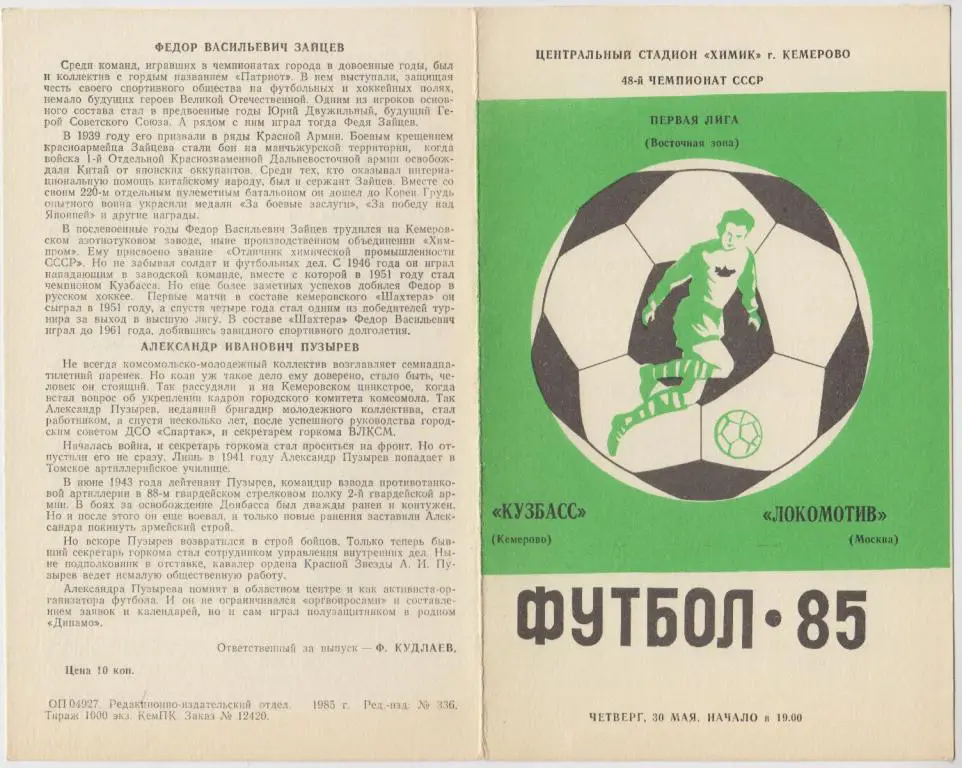 ФЕДОР ВАСИЛЬЕВИЧ ЗАЙЦЕВ
Среди команд, игравших в чемпионатах города в довоенные годы, был
и коллектив с гордым названием «Патриот». В нем выступали, защищая
честь своего спортивного общества на футбольных и хоккейных полях,
немало будущих героев Великой Отечественной. Одним из игроков основ-
ного состава стал в предвоенные годы Юрий Двужильный, будущий Ге-
рой Советского Союза. А рядом с ним играл тогда Федя Зайцев.
В 1939 году его призвали в ряды Красной Армии. Боевым крещением
красноармейца Зайцева стали бои на манчжурской территории, когда
войска 1-й Отдельной Краснознаменной Дальневосточной армии освобож-
дали Китай от японских оккупантов. Среди тех, кто оказывал интерна-
циональную помощь китайскому народу, был и сержант Зайцев. Вместе со
своим 220-м отдельным пулеметным батальоном он дошел до Кореи. Грудь
опытного воина украсили медали «За боевые заслуги», «За победу над
Японией» и другие награды.
В послевоенные годы Федор Васильевич Зайцев трудился на Кемеров-
ском азотнотуковом заводе, ныне производственном объединении «Хим-
пром». Ему присвоено звание «Отличник химической промышленности
СССР». Но не забывал солдат и футбольных дел. С 1946 года он играл
нападающим в заводской команде, вместе с которой в 1951 году стал
чемпионом Кузбасса. Но еще более заметных успехов добился Федор в
русском хоккее. Первые матчи в составе кемеровского «Шахтера» он
сыграл в 1951 году, а спустя четыре года стал одним из победителей тур-
нира за выход в высшую лигу. В составе «Шахтера» Федор Васильевич
играл до 1961 года, добившись завидного спортивного долголетия.
АЛЕКСАНДР ИВАНОВИЧ ПУЗЫРЕВ
Не всегда комсомольско-молодежный коллектив возглавляет семнадца-
тилетний паренек. Но коли уж такое дело ему доверено, стало быть, че-
ловек он стоящий. Так рассудили и на Кемеровском цинкстрое, когда
встал вопрос об укреплении кадров городского комитета комсомола. Так
Александр Пузырев, недавний бригадир молодежного коллектива, стал
работником, а спустя несколько лет, после успешного руководства город-
ским советом ДСО «Спартак», и секретарем горкома ВЛКСМ.
Началась война, и секретарь горкома стал проситься на фронт. Но от-
пустили его не сразу. Лишь в 1941 году Александр Пузырев попадает в
Томское артиллерийское училище.
В июне 1943 года лейтенант Пузырев, командир взвода противотанко-
вой артиллерии в 88-м гвардейском стрелковом полку 2-й гвардейской ар-
мии. В боях за освобождение Донбасса был дважды ранен и контужен.
Но и после этого он еще воевал, и только новые ранения заставили Алек-
сандра покинуть армейский строй.
Но вскоре Пузырев возвратился в строй бойцов. Только теперь быв-
ший секретарь горкома стал сотрудником управления внутренних дел. Ны-
не подполковник в отставке, кавалер ордена Красной Звезды А. И. Пу-
зырев ведет немалую общественную работу.
Александра Пузырева помнят в областном центре и как активиста-ор-
ганизатора футбола. И он не ограничивался «оргвопросами» и составле-
нием заявок и календарей, но и сам играл полузащитником в родном
«Динамо».
Ответственный за выпуск — Ф. КУДЛАЕВ.
Цена 10 коп.
ОП 04927. Редакционно-издательский отдел. 1985 г. Ред.-изд. № 336.
Тираж 1000 экз. КемПК. Заказ № 12420.
ЦЕНТРАЛЬНЫЙ СТАДИОН «ХИМИК» г. КЕМЕРОВО
48-й ЧЕМПИОНАТ СССР
ПЕРВАЯ ЛИГА
(Восточная зона)
«КУЗБАСС» «ЛОКОМОТИВ»
(Кемерово) (Москва)
ФУТБОЛ • 85
ЧЕТВЕРГ, 30 МАЯ. НАЧАЛО в 19.00